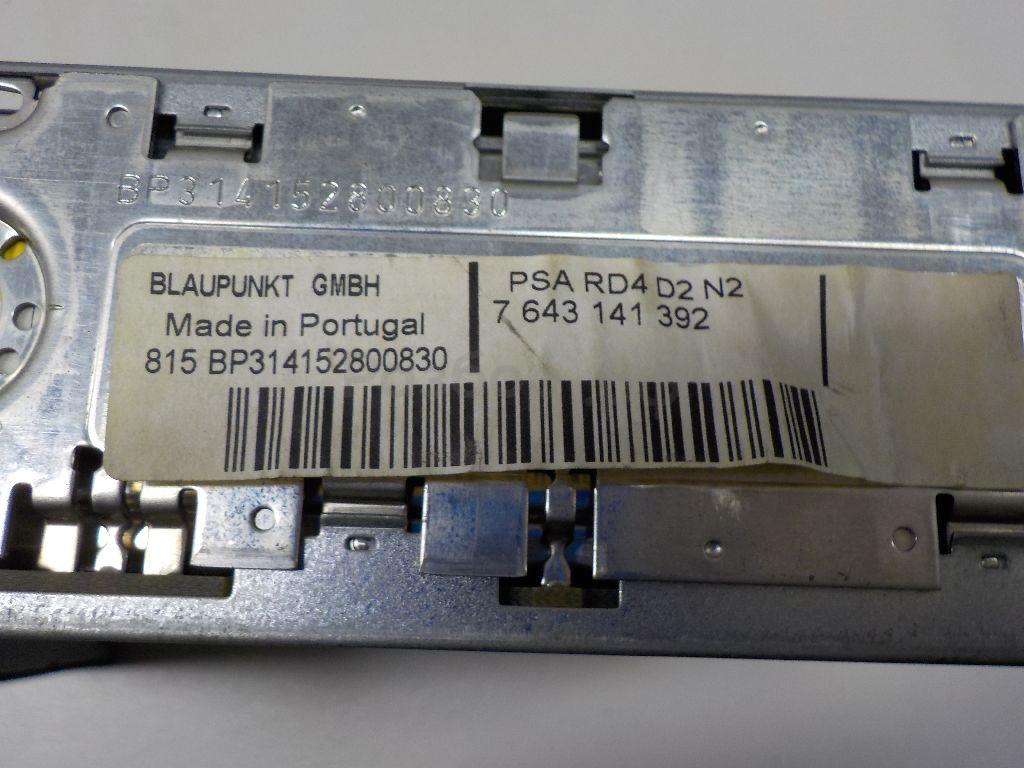 BP314152800830
BLAUPUNKT GMBH
Made in Portugal
815 BP314152800830
PSA RD4 D2 N2
7 643 141 392